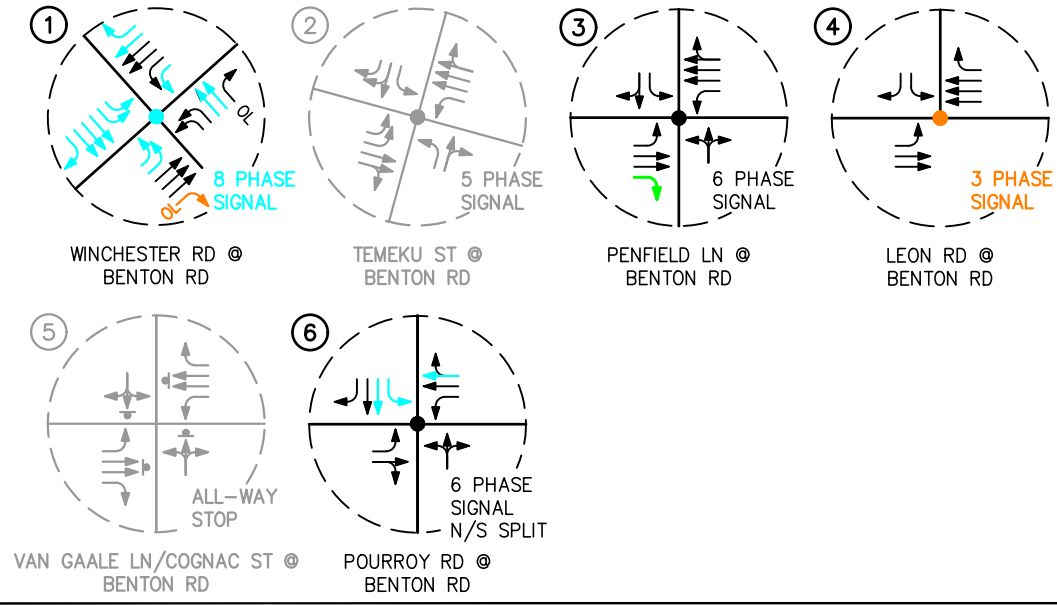 1
OL
8 PHASE
SIGNAL
OL
WINCHESTER RD @
BENTON RD
2
5 PHASE
SIGNAL
TEMEKU ST @
BENTON RD
3
6 PHASE
SIGNAL
PENFIELD LN @
BENTON RD
4
3 PHASE
SIGNAL
LEON RD @
BENTON RD
5
ALL-WAY
STOP
VAN GAALE LN/COGNAC ST @
BENTON RD
6
6 PHASE
SIGNAL
N/S SPLIT
POURROY RD @
BENTON RD